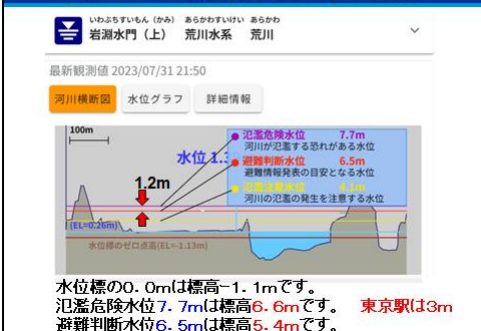 いわぶちすいもん（かみ） あらかわすいけい あらかわ
岩淵水門（上） 荒川水系 荒川
最新観測値 2023/07/31 21:50
河川横断図 水位グラフ 詳細情報
100m
氾濫危険水位 7.7m
河川が氾濫する恐れがある水位
水位 1.3
避難判断水位 6.5m
避難情報発表の目安となる水位
1.2m
氾濫注意水位 4.1m
河川の氾濫の発生を注意する水位
(EL=0.26m)
水位標のゼロ点高(EL=-1.13m)
水位標の0.0mは標高-1.1mです。
氾濫危険水位7.7mは標高6.6mです。 東京駅は3m
避難判断水位6.5mは標高5.4mです。